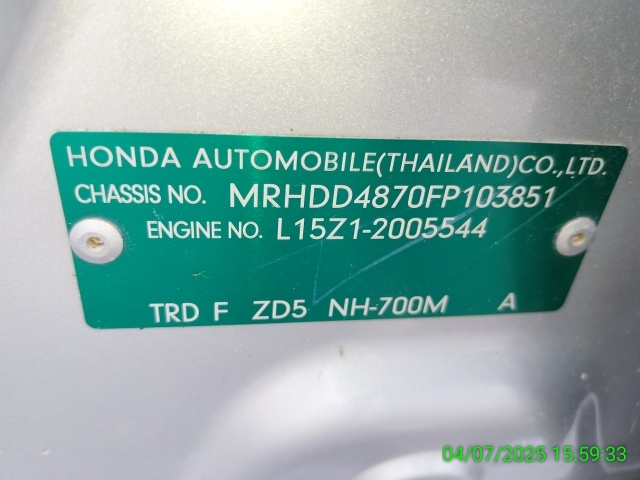 HONDA AUTOMOBILE(THAILAND)CO.,LTD.
CHASSIS NO. MRHDD4870FP103851
ENGINE NO. L15Z1-2005544
TRD F ZD5 NH-700M A
04/07/2025 15:59:33